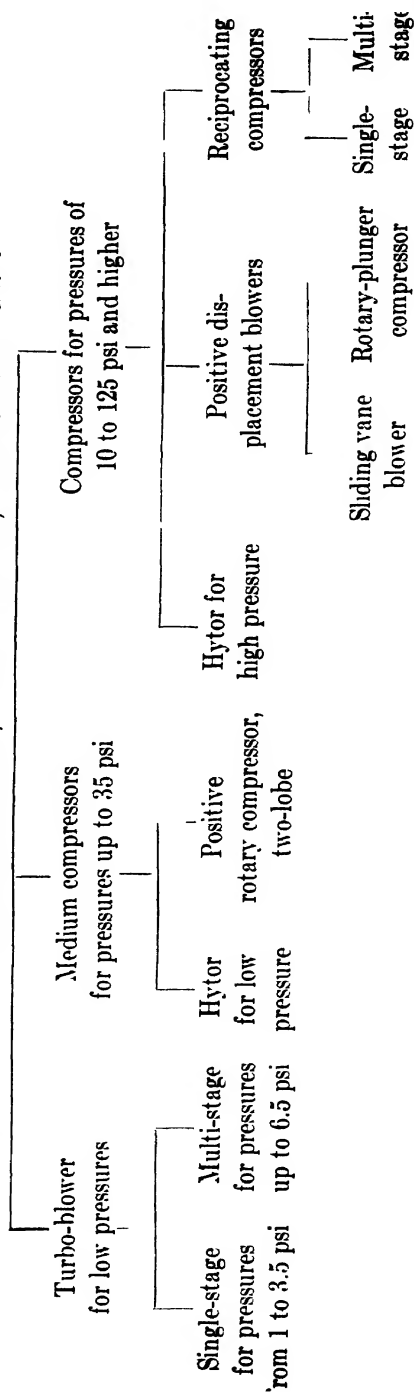 Turbo-blower
for low pressures
Medium compressors
for pressures up to 35 psi
Compressors for pressures of
10 to 125 psi and higher
Single-stage
for pressures
from 1 to 3.5 psi
Multi-stage
for pressures
up to 6.5 psi
Hytor
for low
pressure
Positive
rotary compressor,
two-lobe
Hytor for
high pressure
Positive dis-
placement blowers
Reciprocating
compressors
Sliding vane
blower
Rotary-plunger
compressor
Single-
stage
Multi-
stage